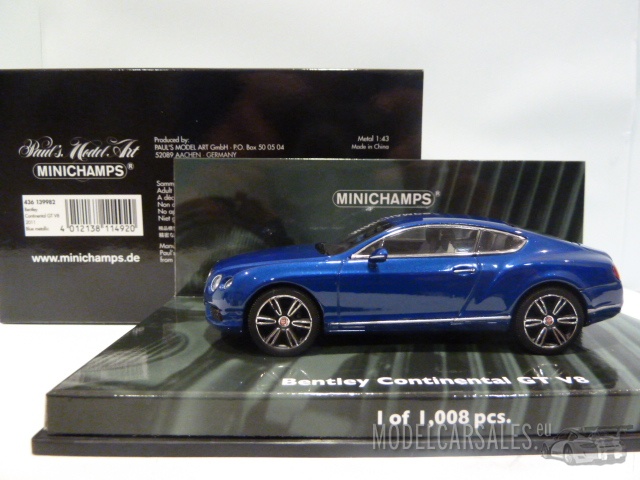 Paul's Model Art
MINICHAMPS®
Produced by:
PAUL'S MODEL ART GmbH · P.O. Box 50 05 04
52089 AACHEN · GERMANY
Metal 1:43
Made in China
436 139982
Bentley
Continental GT V8
2011
Blue metallic
4 012138 114920
www.minichamps.de
MINICHAMPS®
Bentley Continental GT V8
1 of 1,008 pcs.
MODELCARSALES.eu